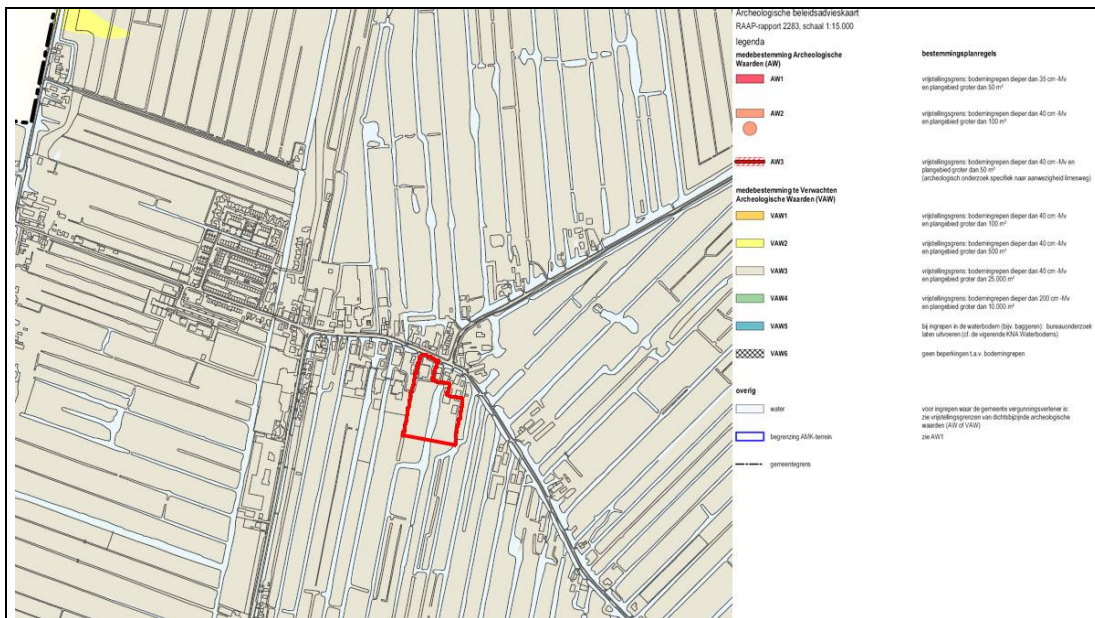 Archeologische beleidsadvieskaart
RAAP-rapport 2283, schaal 1:15.000
legenda
medebestemming Archeologische
Waarden (AW)
bestemmingsplanregels
AW1
vrijstellingsgrens: bodemingrepen dieper dan 35 cm -Mv
en plangebied groter dan 50 m²
AW2
vrijstellingsgrens: bodemingrepen dieper dan 40 cm -Mv
en plangebied groter dan 100 m²
AW3
vrijstellingsgrens: bodemingrepen dieper dan 40 cm -Mv en
plangebied groter dan 50 m²
(archeologisch onderzoek specifiek naar aanwezigheid limesweg)
medebestemming te Verwachten
Archeologische Waarden (VAW)
VAW1
vrijstellingsgrens: bodemingrepen dieper dan 40 cm -Mv
en plangebied groter dan 100 m²
VAW2
vrijstellingsgrens: bodemingrepen dieper dan 40 cm -Mv
en plangebied groter dan 500 m²
VAW3
vrijstellingsgrens: bodemingrepen dieper dan 40 cm -Mv
en plangebied groter dan 25.000 m²
VAW4
vrijstellingsgrens: bodemingrepen dieper dan 200 cm -Mv
en plangebied groter dan 10.000 m²
VAW5
bij ingrepen in de waterbodem (bijv. baggeren): bureauonderzoek
laten uitvoeren (cf. de vigerende KNA Waterbodems)
VAW6
geen beperkingen t.a.v. bodemingrepen
overig
water
voor ingrepen waar de gemeente vergunningsverlener is:
zie vrijstellingsgrenzen van dichtsbijzijnde archeologische
waarden (AW of VAW)
begrenzing AMK-terrein
zie AW1
gemeentegrens